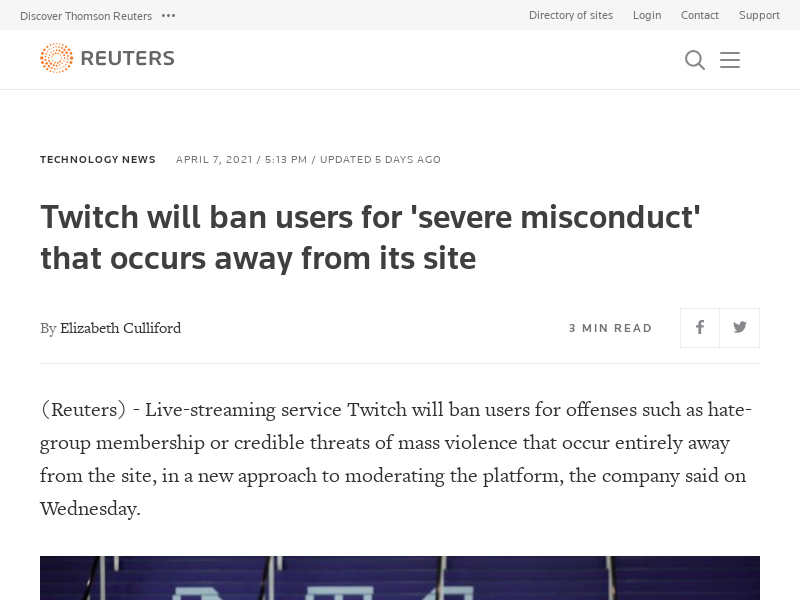 Discover Thomson Reuters
Directory of sites Login Contact Support
REUTERS
TECHNOLOGY NEWS APRIL 7, 2021 / 5:13 PM / UPDATED 5 DAYS AGO
Twitch will ban users for 'severe misconduct'
that occurs away from its site
By Elizabeth Culliford
3 MIN READ
(Reuters) - Live-streaming service Twitch will ban users for offenses such as hate-
group membership or credible threats of mass violence that occur entirely away
from the site, in a new approach to moderating the platform, the company said on
Wednesday.